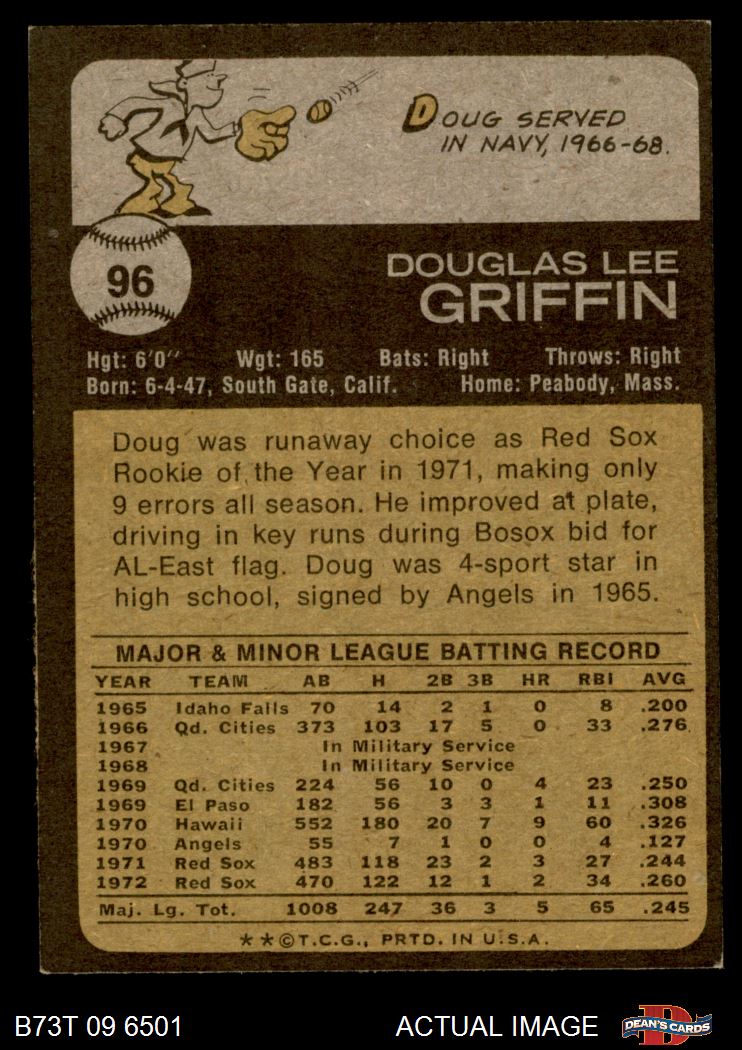 DOUG SERVED
IN NAVY, 1966-68.
96
DOUGLAS LEE
GRIFFIN
Hgt: 6'0" Wgt: 165 Bats: Right Throws: Right
Born: 6-4-47, South Gate, Calif. Home: Peabody, Mass.
Doug was runaway choice as Red Sox
Rookie of the Year in 1971, making only
9 errors all season. He improved at plate,
driving in key runs during Bosox bid for
AL-East flag. Doug was 4-sport star in
high school, signed by Angels in 1965.
MAJOR & MINOR LEAGUE BATTING RECORD
YEAR TEAM AB H 2B 3B HR RBI AVG
1965 Idaho Falls 70 14 2 1 0 8 .200
1966 Qd. Cities 373 103 17 5 0 33 .276
1967 In Military Service
1968 In Military Service
1969 Qd. Cities 224 56 10 0 4 23 .250
1969 El Paso 182 56 3 3 1 11 .308
1970 Hawaii 552 180 20 7 9 60 .326
1970 Angels 55 7 1 0 0 4 .127
1971 Red Sox 483 118 23 2 3 27 .244
1972 Red Sox 470 122 12 1 2 34 .260
Maj. Lg. Tot. 1008 247 36 3 5 65 .245
**©T.C.G., PRTD. IN U.S.A.
B73T 09 6501 ACTUAL IMAGE D DEAN'S CARDS